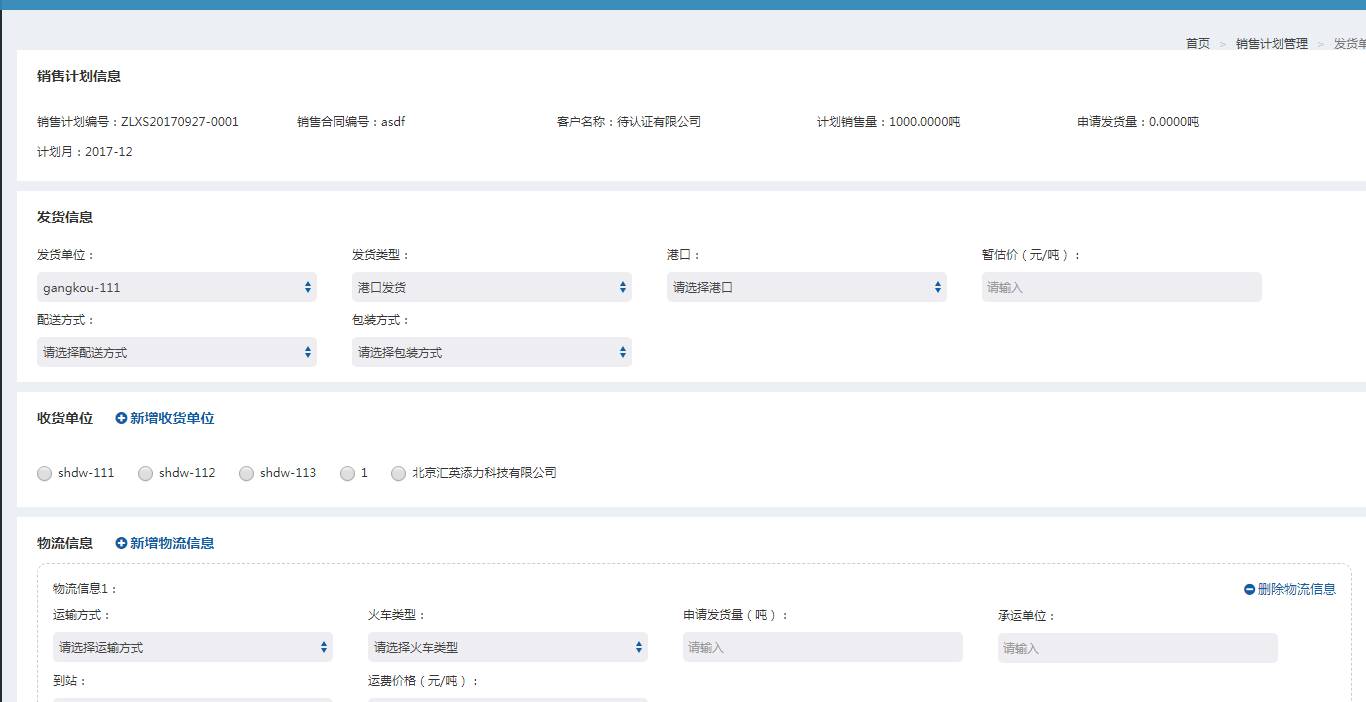 首页 > 销售计划管理 > 发货单
销售计划信息
销售计划编号：ZLXS20170927-0001 销售合同编号：asdf 客户名称：待认证有限公司 计划销售量：1000.0000吨 申请发货量：0.0000吨
计划月：2017-12
发货信息
发货单位： 发货类型： 港口： 暂估价（元/吨）：
gangkou-111 港口发货 请选择港口 请输入
配送方式： 包装方式：
请选择配送方式 请选择包装方式
收货单位 新增收货单位
shdw-111 shdw-112 shdw-113 1 北京汇英添力科技有限公司
物流信息 新增物流信息
物流信息1： 删除物流信息
运输方式： 火车类型： 申请发货量（吨）： 承运单位：
请选择运输方式 请选择火车类型 请输入 请输入
到站： 运费价格（元/吨）：